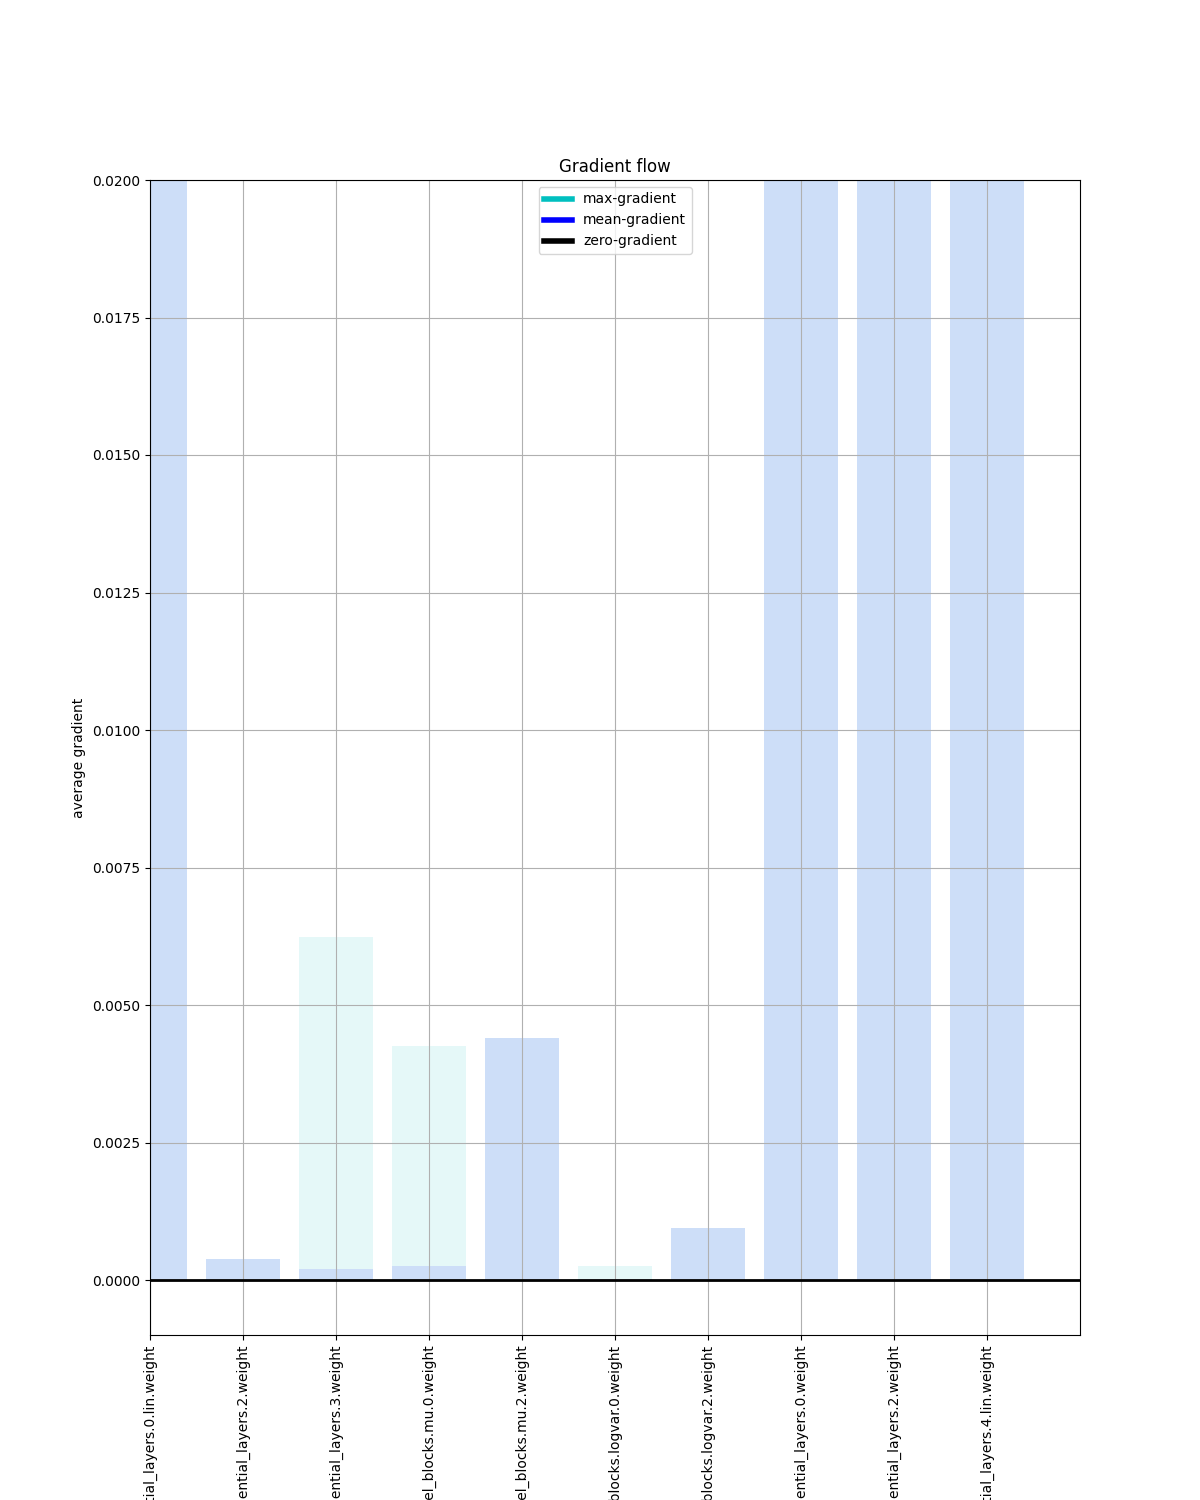 Gradient flow
max-gradient
mean-gradient
zero-gradient
0.0200
0.0175
0.0150
0.0125
0.0100
0.0075
0.0050
0.0025
0.0000
average gradient
tial_layers.0.lin.weight
ential_layers.2.weight
ential_layers.3.weight
el_blocks.mu.0.weight
el_blocks.mu.2.weight
blocks.logvar.0.weight
blocks.logvar.2.weight
ential_layers.0.weight
ential_layers.2.weight
tial_layers.4.lin.weight